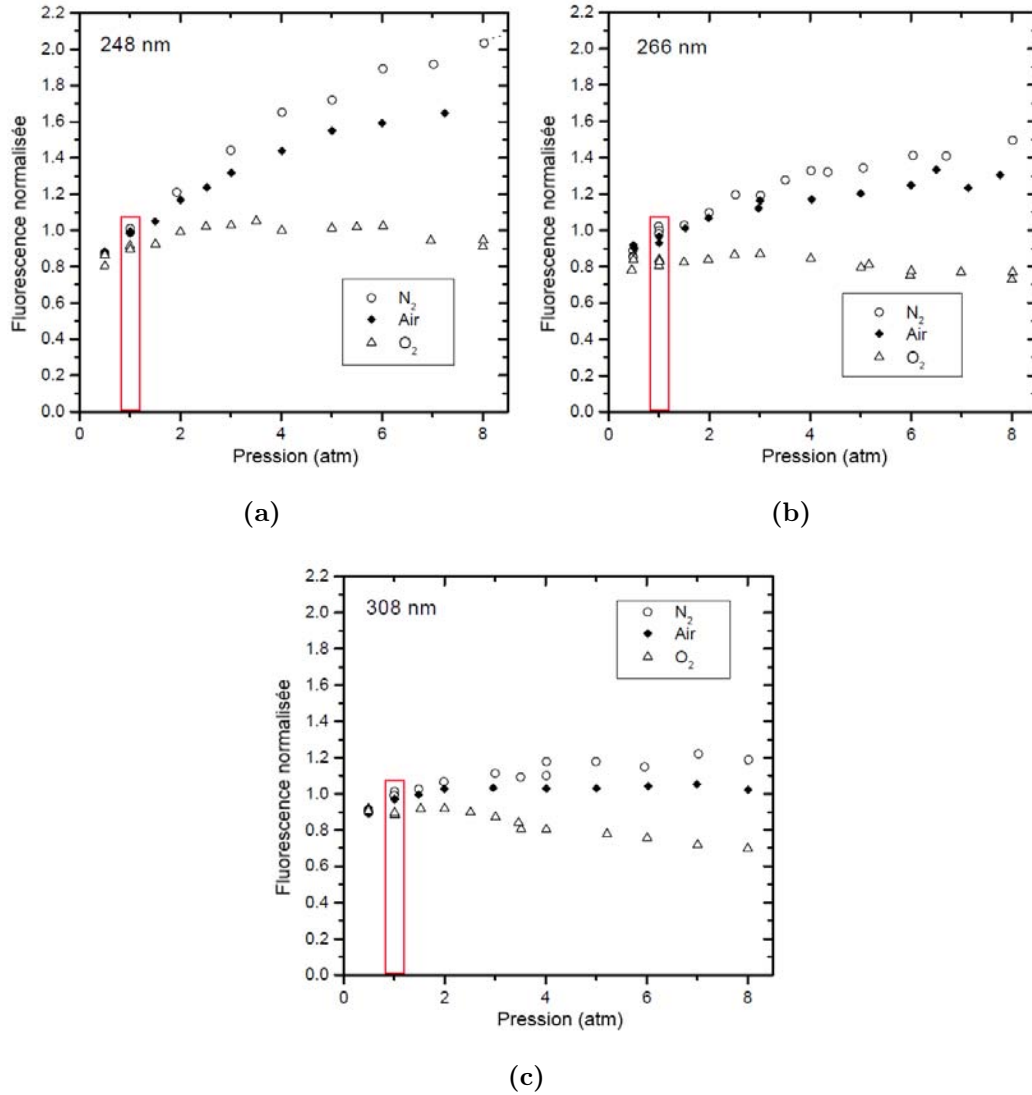 248 nm
Fluorescence normalisée
2.2
2.0
1.8
1.6
1.4
1.2
1.0
0.8
0.6
0.4
0.2
0.0
N₂
Air
O₂
0 2 4 6 8
Pression (atm)
(a)
266 nm
Fluorescence normalisée
2.2
2.0
1.8
1.6
1.4
1.2
1.0
0.8
0.6
0.4
0.2
0.0
N₂
Air
O₂
0 2 4 6 8
Pression (atm)
(b)
308 nm
Fluorescence normalisée
2.2
2.0
1.8
1.6
1.4
1.2
1.0
0.8
0.6
0.4
0.2
0.0
N₂
Air
O₂
0 2 4 6 8
Pression (atm)
(c)